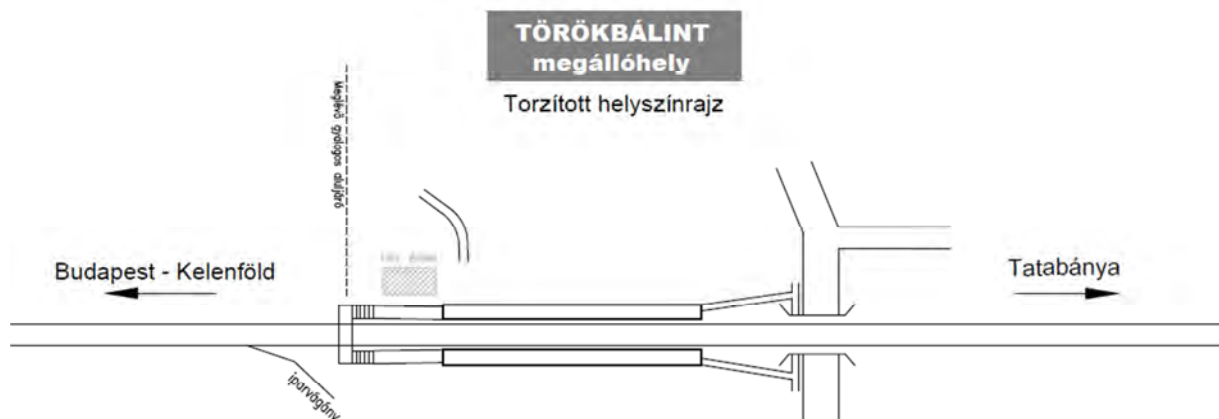 TÖRÖKBÁLINT
megállóhely
Torzított helyszínrajz
Meglévő gyalogos aluljáró
Budapest - Kelenföld
Tatabánya
iparvágány